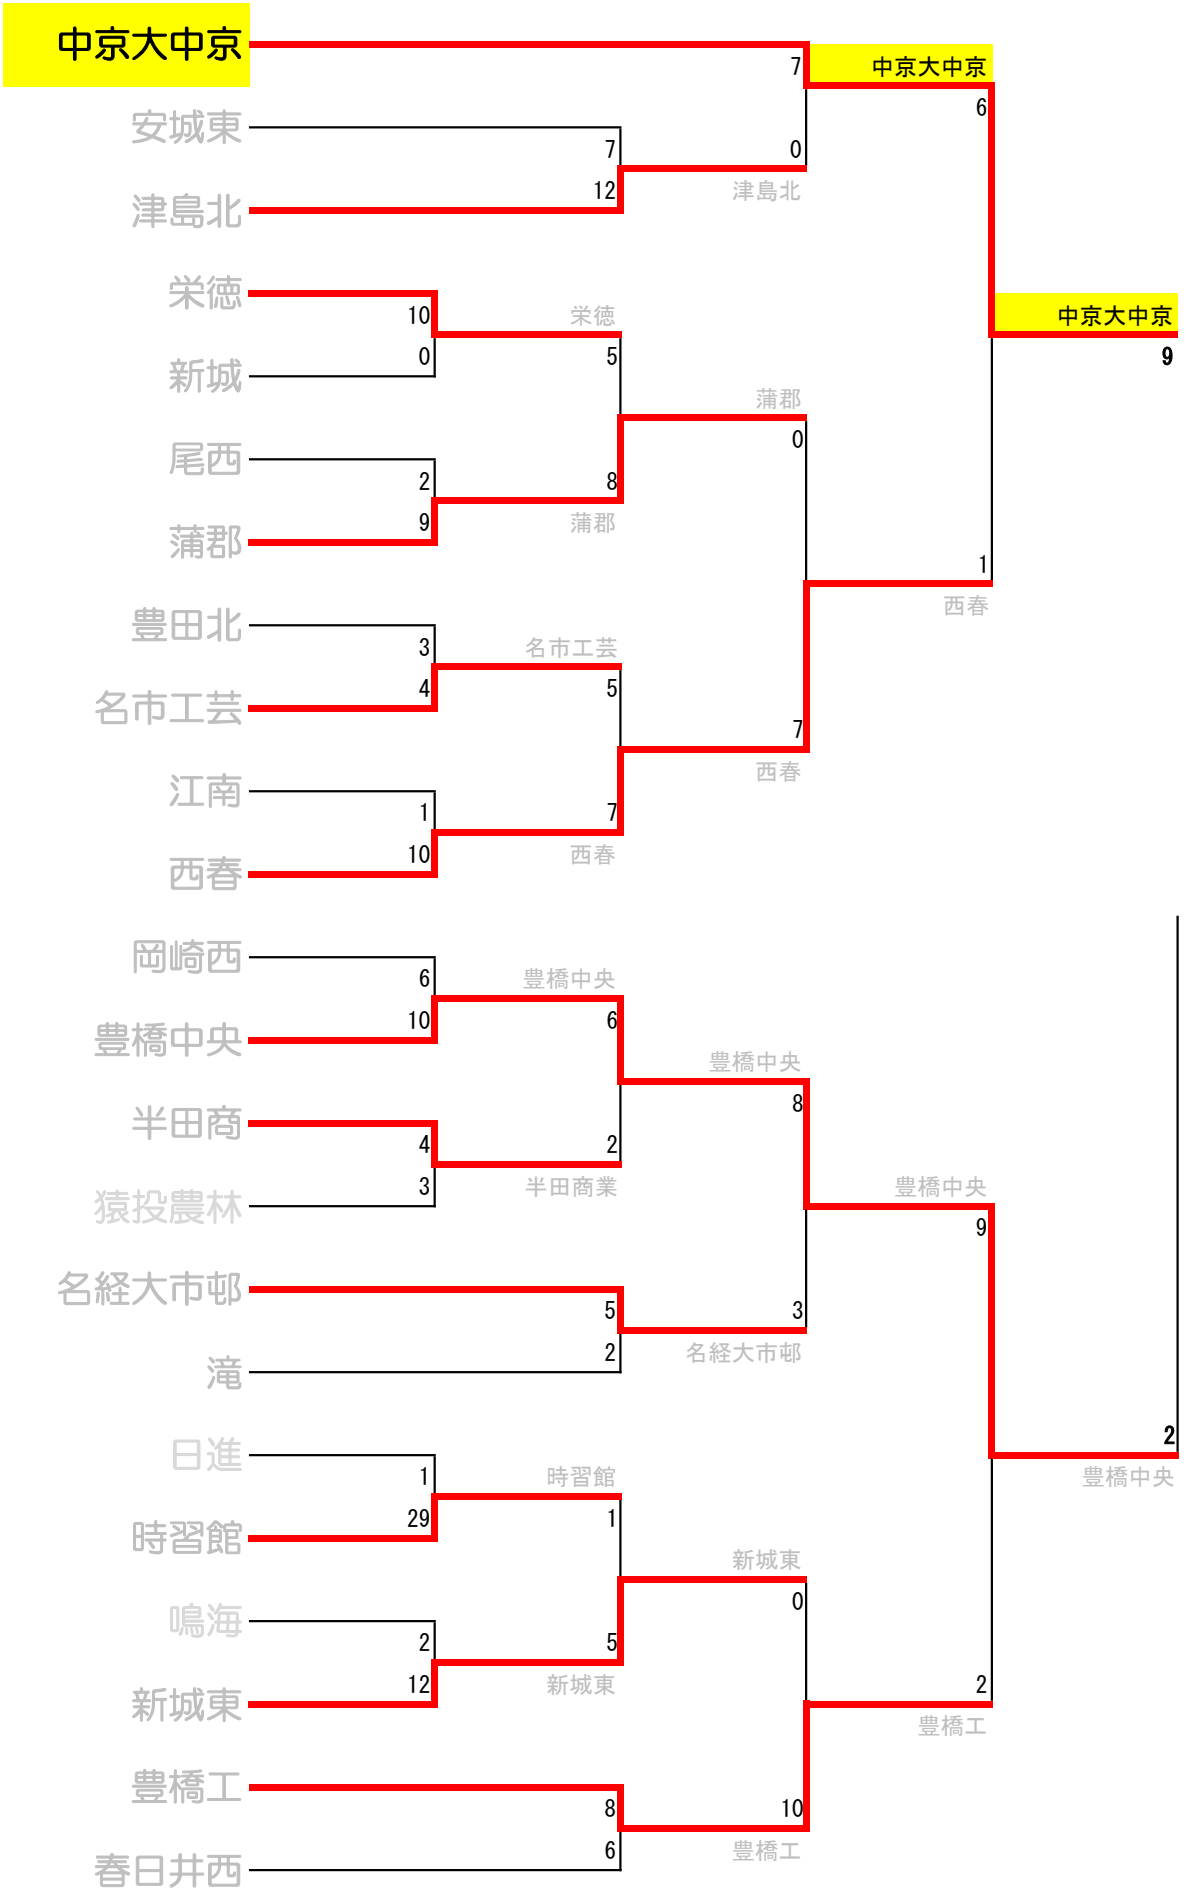 中京大中京
7
中京大中京
6
安城東
7
0
津島北
12
津島北
中京大中京
9
栄徳
10
栄徳
新城
0
5
蒲郡
0
尾西
2
8
蒲郡
9
蒲郡
1
西春
豊田北
3
名市工芸
名市工芸
4
5
7
西春
江南
1
7
西春
10
西春
岡崎西
6
豊橋中央
豊橋中央
10
6
豊橋中央
8
半田商
4
2
半田商業
猿投農林
3
豊橋中央
9
名経大市邨
5
3
名経大市邨
滝
2
日進
1
時習館
時習館
29
1
2
豊橋中央
新城東
0
鳴海
2
5
新城東
12
新城東
2
豊橋工
豊橋工
8
10
豊橋工
春日井西
6